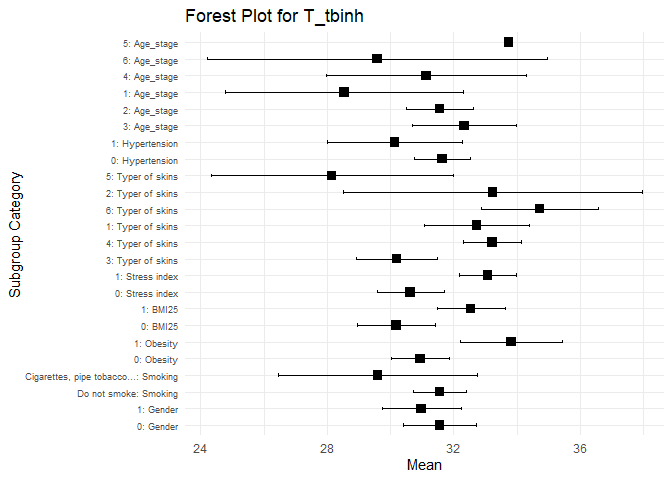 Forest Plot for T_tbinh
Subgroup Category
5: Age_stage
6: Age_stage
4: Age_stage
1: Age_stage
2: Age_stage
3: Age_stage
1: Hypertension
0: Hypertension
5: Typer of skins
2: Typer of skins
6: Typer of skins
1: Typer of skins
4: Typer of skins
3: Typer of skins
1: Stress index
0: Stress index
1: BMI25
0: BMI25
1: Obesity
0: Obesity
Cigarettes, pipe tobacco...: Smoking
Do not smoke: Smoking
1: Gender
0: Gender
24 28 32 36
Mean